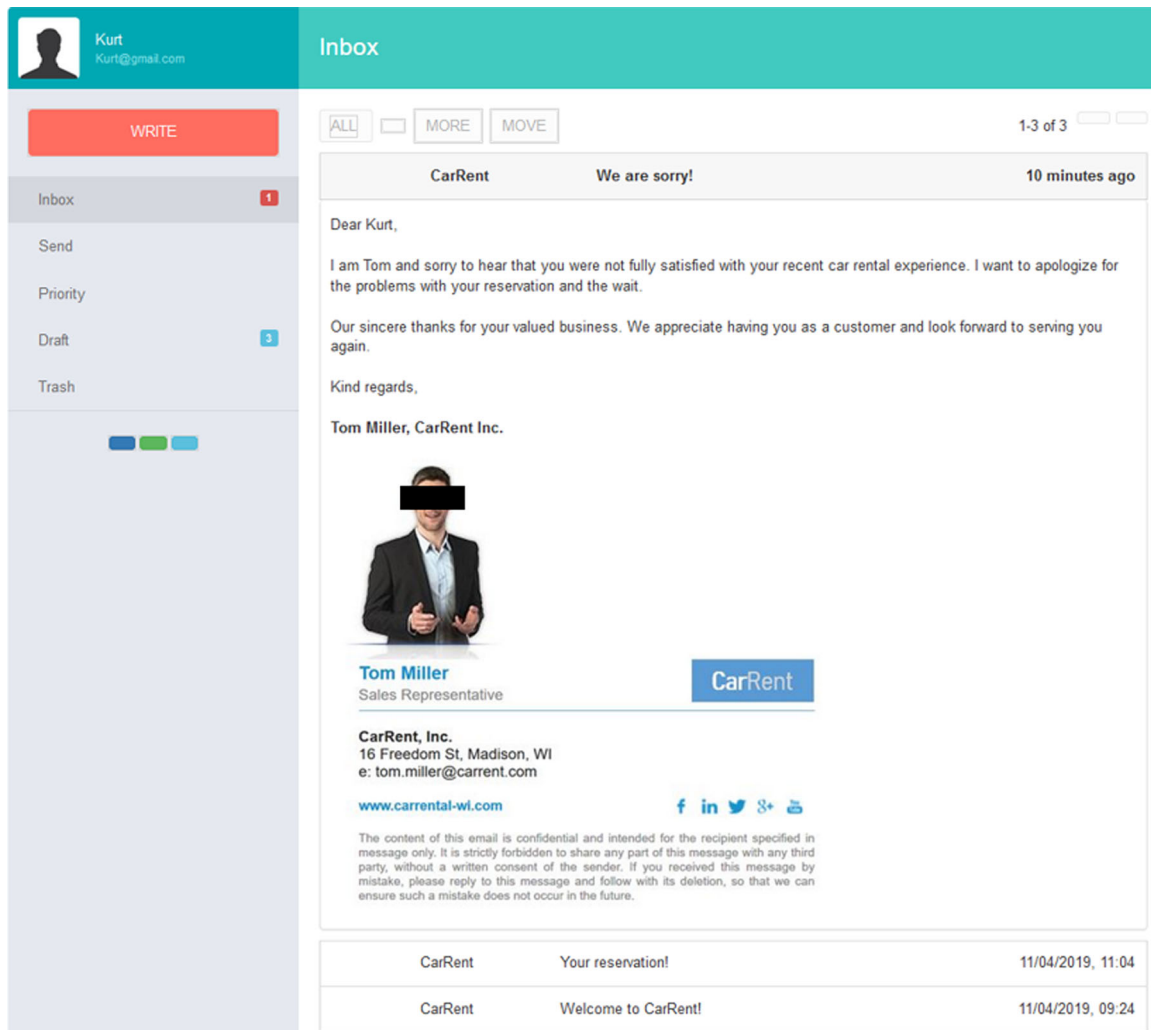 Kurt
Kurt@gmail.com
Inbox
WRITE
Inbox 1
Send
Priority
Draft 3
Trash
ALL MORE MOVE 1-3 of 3
CarRent We are sorry! 10 minutes ago
Dear Kurt,
I am Tom and sorry to hear that you were not fully satisfied with your recent car rental experience. I want to apologize for
the problems with your reservation and the wait.
Our sincere thanks for your valued business. We appreciate having you as a customer and look forward to serving you
again.
Kind regards,
Tom Miller, CarRent Inc.
Tom Miller
Sales Representative
CarRent
CarRent, Inc.
16 Freedom St, Madison, WI
e: tom.miller@carrent.com
www.carrental-wi.com f in 8+ You Tube
The content of this email is confidential and intended for the recipient specified in
message only. It is strictly forbidden to share any part of this message with any third
party, without a written consent of the sender. If you received this message by
mistake, please reply to this message and follow with its deletion, so that we can
ensure such a mistake does not occur in the future.
CarRent Your reservation! 11/04/2019, 11:04
CarRent Welcome to CarRent! 11/04/2019, 09:24